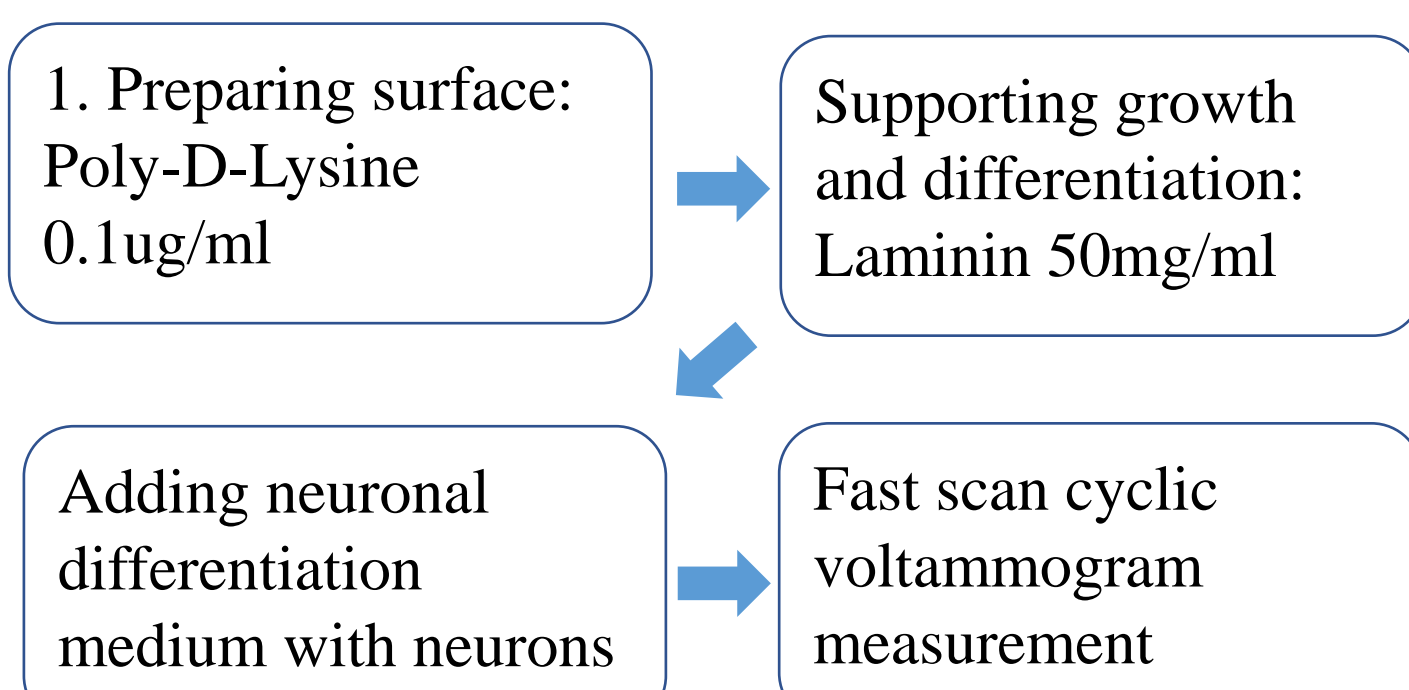 1. Preparing surface:
Poly-D-Lysine
0.1ug/ml
Supporting growth
and differentiation:
Laminin 50mg/ml
Adding neuronal
differentiation
medium with neurons
Fast scan cyclic
voltammogram
measurement